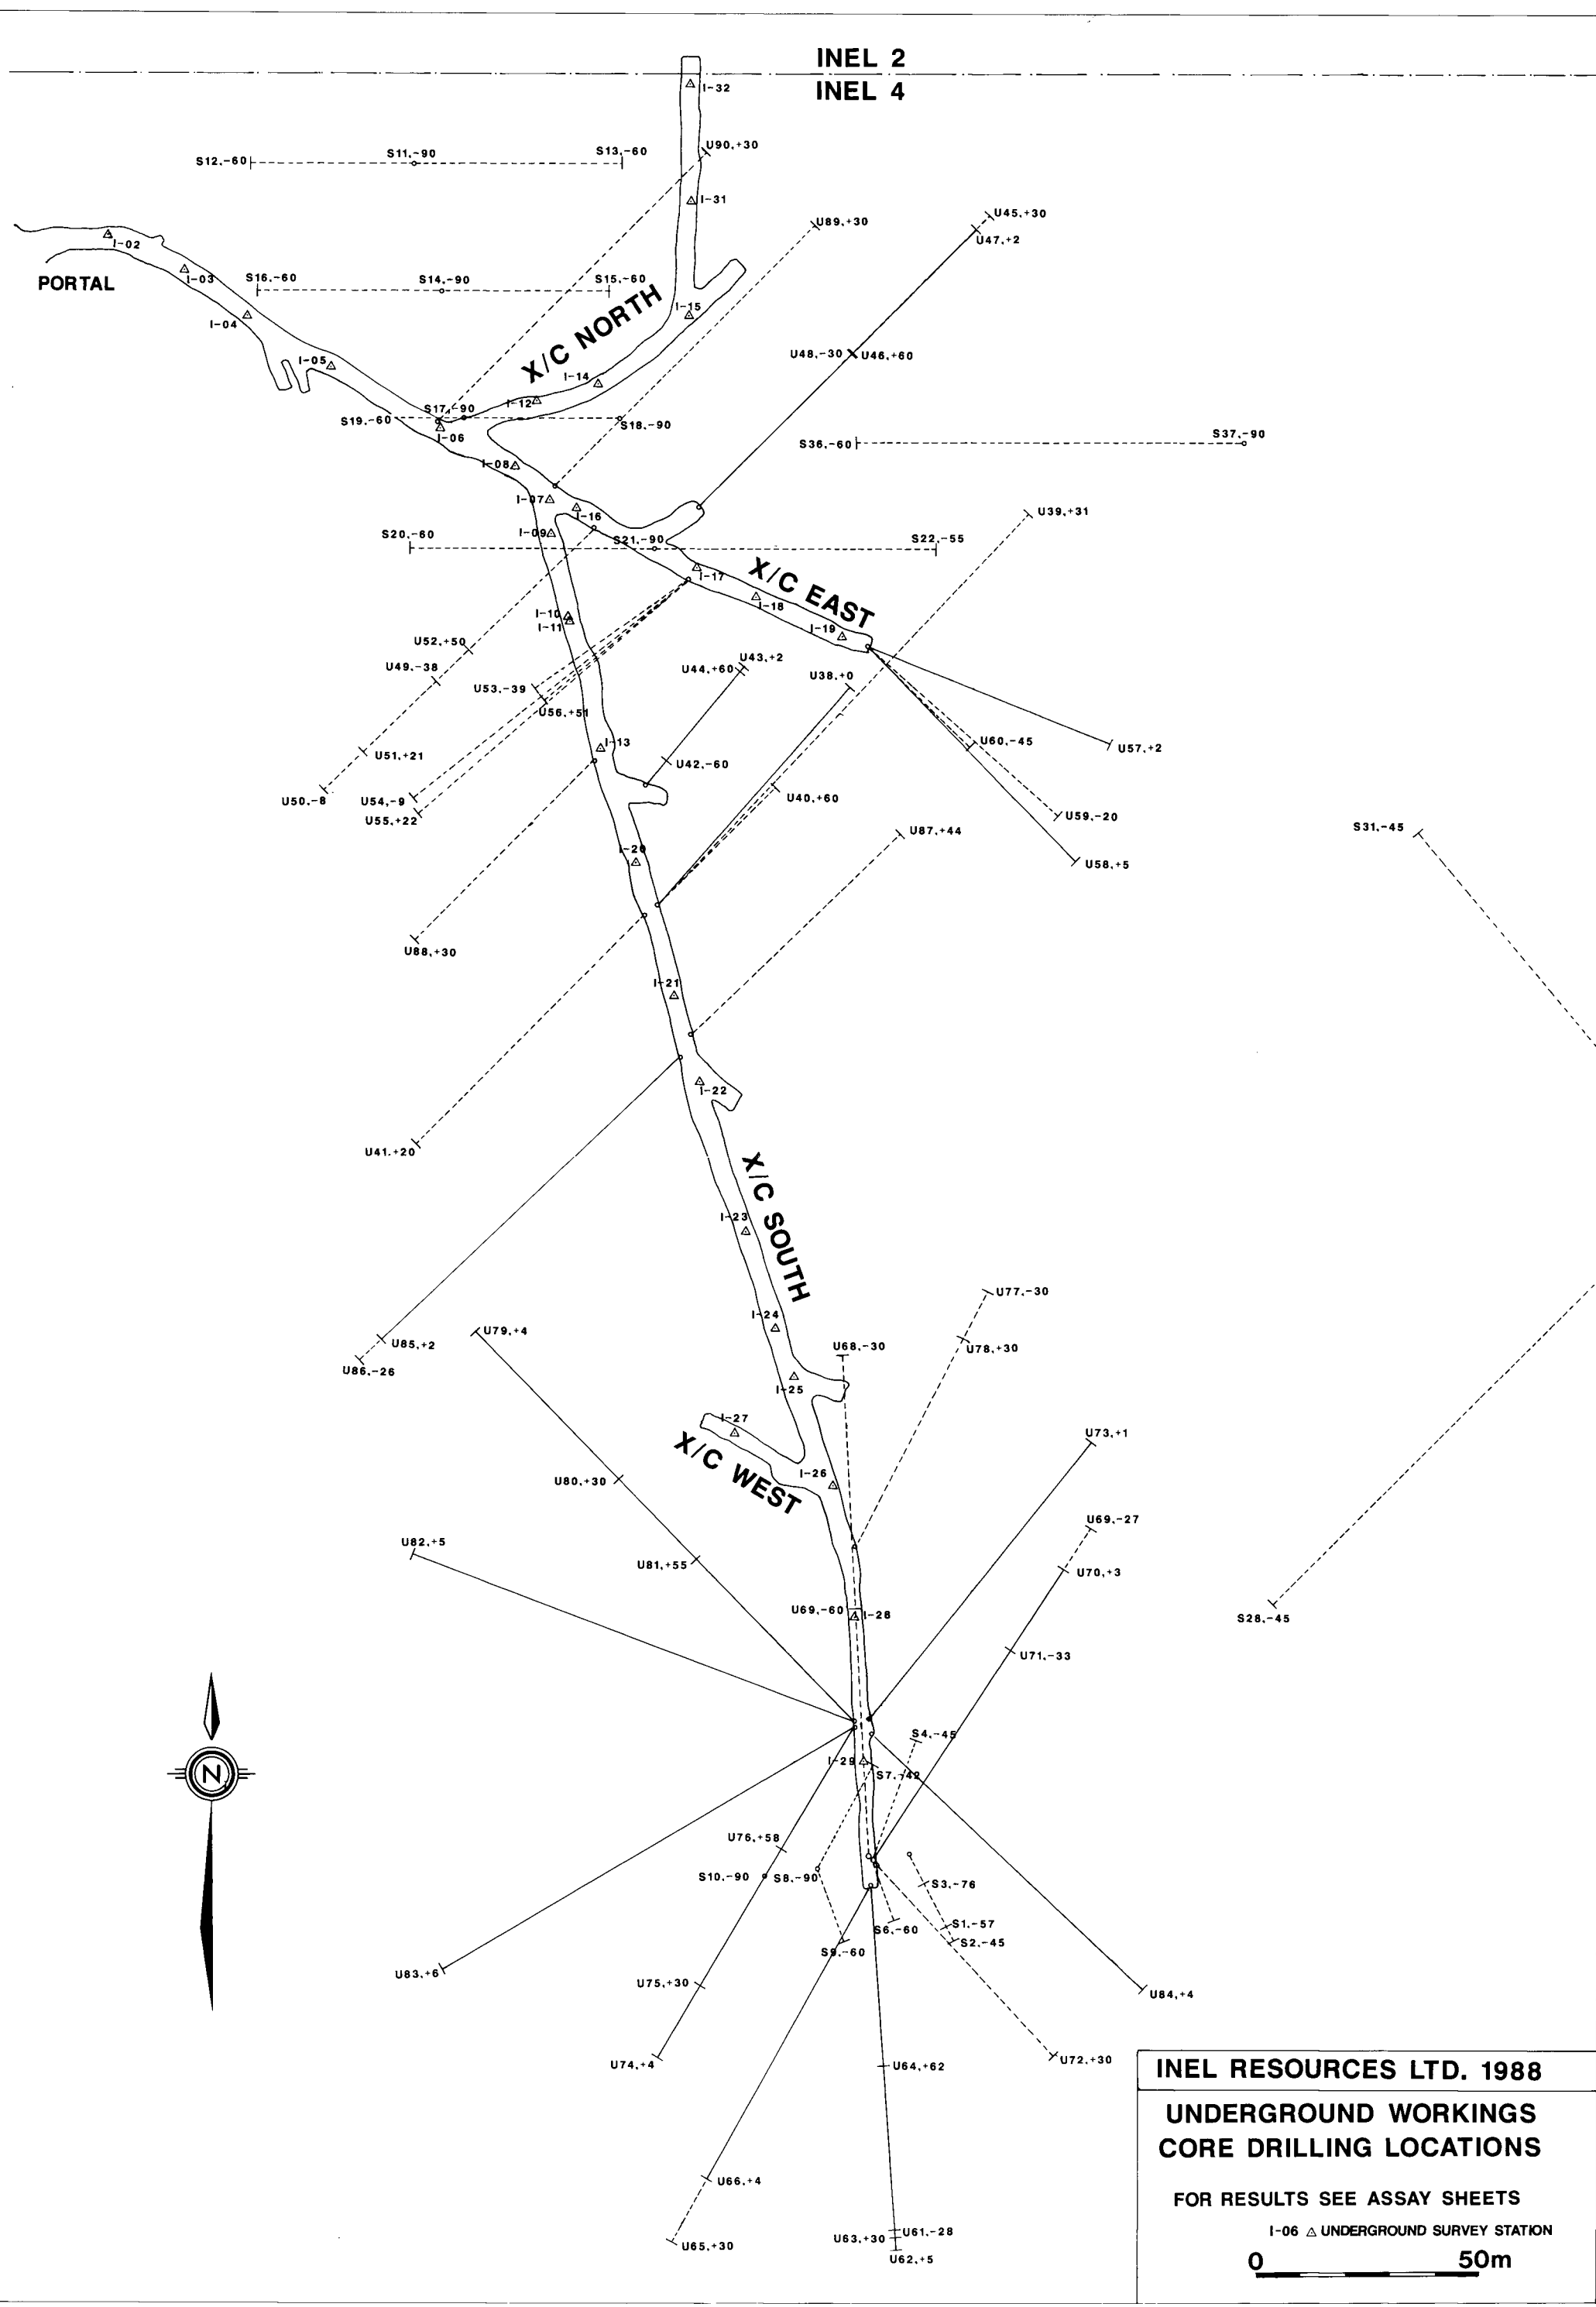 INEL 2
INEL 4
I-32
U90,+30
S12,-60
S11,-90
S13,-60
I-31
U89,+30
U45,+30
U47,+2
I-02
I-03
PORTAL
S16,-60
S14,-90
S15,-60
I-04
I-15
X/C NORTH
I-05
I-14
U48,-30
U46,+60
I-12
S17,-90
S19,-60
S18,-90
I-06
S36,-60
S37,-90
I-08
I-07
I-16
U39,+31
I-09
S20,-60
S21,-90
S22,-55
I-17
X/C EAST
I-18
I-10
I-11
I-19
U52,+50
U49,-38
U53,-39
U44,+60
U43,+2
U38,+0
U56,+51
I-13
U60,-45
U57,+2
U51,+21
U42,-60
U50,-8
U54,-9
U55,+22
U40,+60
U59,-20
U87,+44
S31,-45
I-20
U58,+5
U88,+30
I-21
I-22
U41,+20
X/C SOUTH
I-23
U77,-30
I-24
U79,+4
U85,+2
U86,-26
U68,-30
U78,+30
I-25
I-27
X/C WEST
U73,+1
I-26
U80,+30
U69,-27
U82,+5
U81,+55
U70,+3
U69,-60
I-28
S28,-45
U71,-33
S4,-45
I-29
S7,-42
N
U76,+58
S10,-90
S8,-90
S3,-76
S1,-57
S6,-60
S2,-45
S9,-60
U83,+6
U75,+30
U84,+4
U74,+4
U64,+62
U72,+30
U66,+4
U61,-28
U63,+30
U65,+30
U62,+5
INEL RESOURCES LTD. 1988
UNDERGROUND WORKINGS
CORE DRILLING LOCATIONS
FOR RESULTS SEE ASSAY SHEETS
I-06 △ UNDERGROUND SURVEY STATION
0 50m